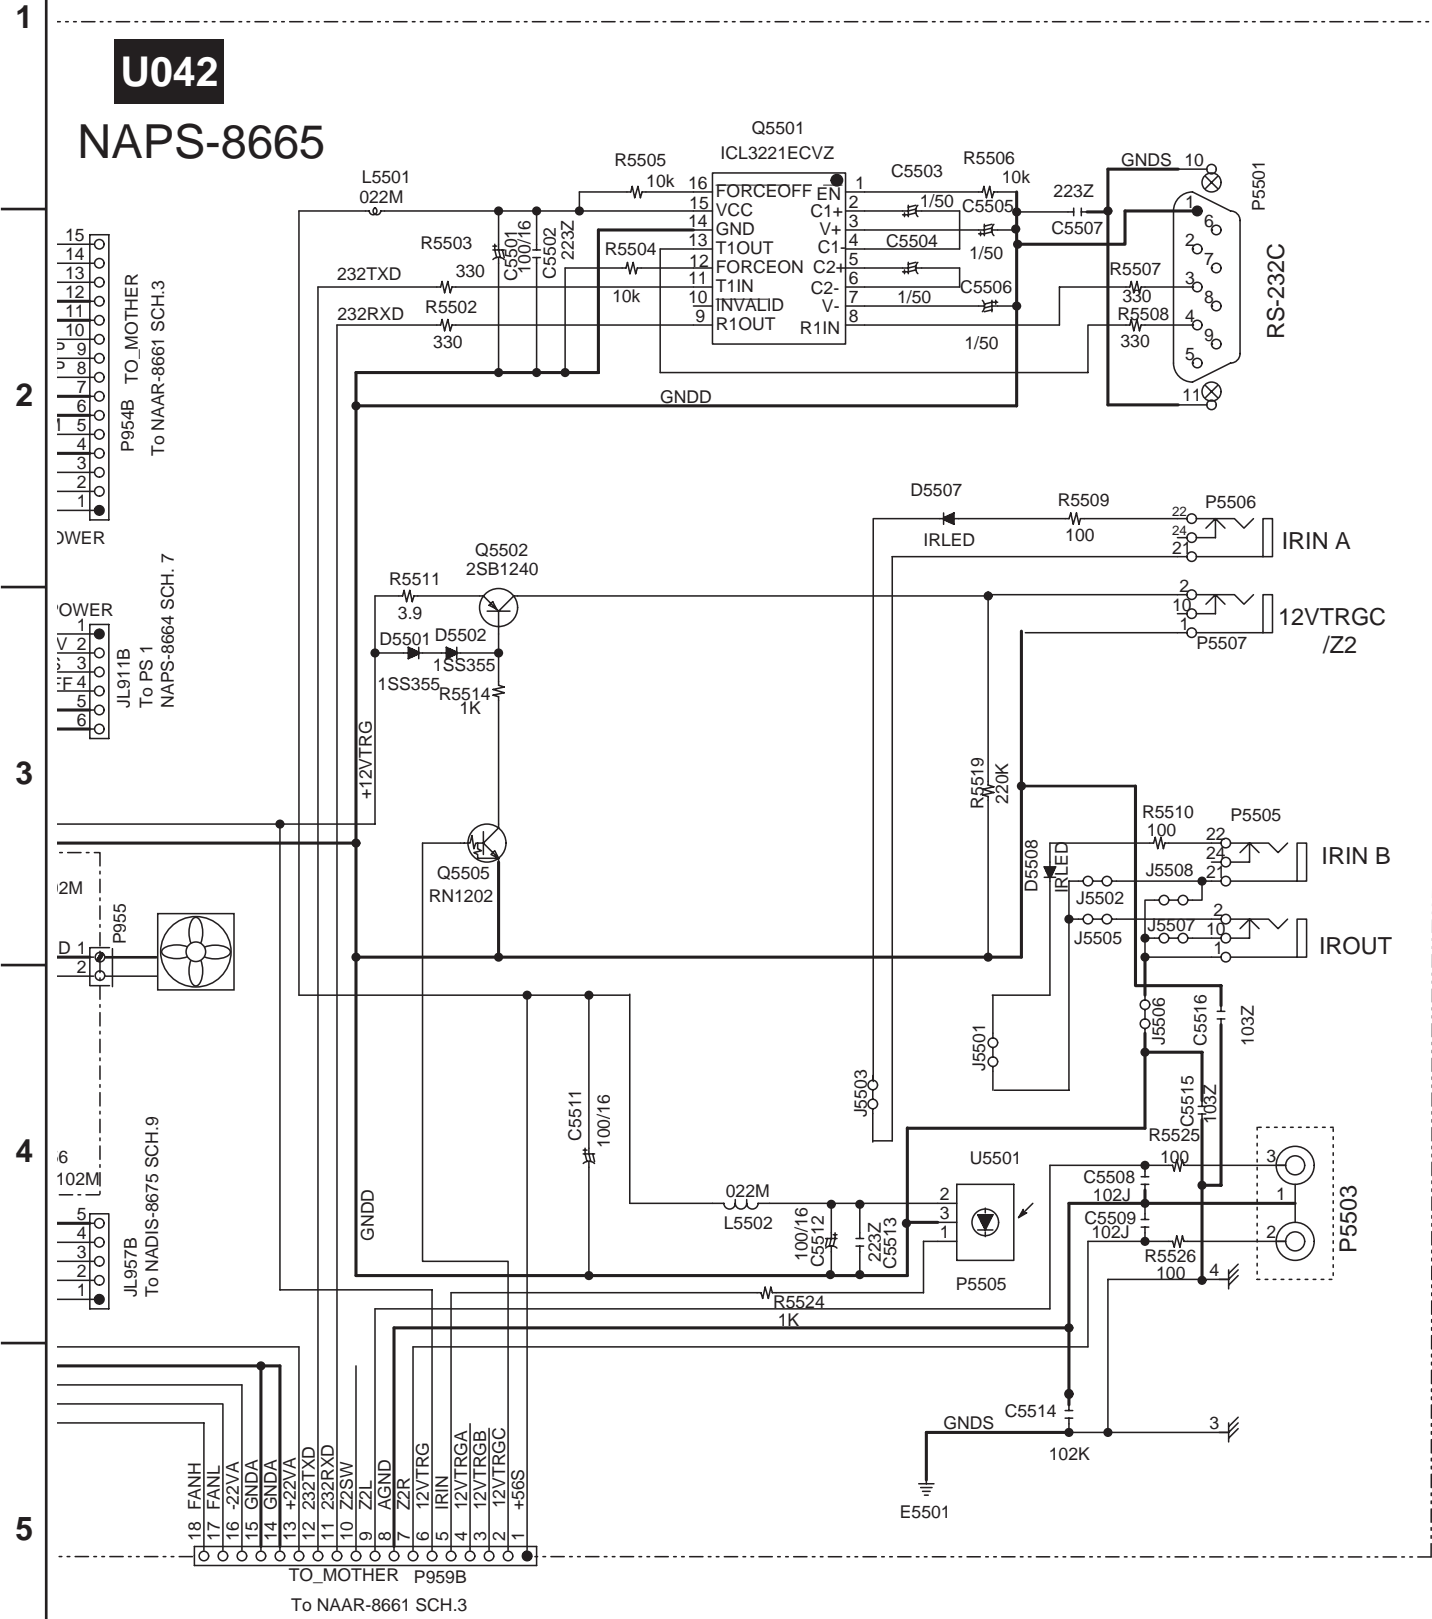 1
U042
NAPS-8665
Q5501
ICL3221ECVZ
L5501
022M
R5505
10k
16 FORCEOFF
15 VCC
14 GND
13 T1OUT
12 FORCEON
11 T1IN
10 INVALID
9 R1OUT
EN 1
C1+ 2
V+ 3
C1- 4
C2+ 5
C2- 6
V- 7
R1IN 8
C5503
1/50
R5506
10k
C5505
1/50
C5504
1/50
C5506
1/50
223Z
C5507
GNDS 10
P5501
1
6
2
7
3
8
4
9
5
11
RS-232C
R5507
330
R5508
330
R5503
330
C5501
100/16
C5502
223Z
R5504
10k
232TXD
232RXD
R5502
330
GNDD
15
14
13
12
11
10
P 9
P 8
7
6
5
4
3
2
1
P954B TO_MOTHER
To NAAR-8661 SCH.3
2
OWER
D5507
IRLED
R5509
100
22
24
21
P5506
IRIN A
Q5502
2SB1240
R5511
3.9
D5501
1SS355
D5502
1SS355
R5514
1K
2
10
1
P5507
12VTRGC
/Z2
OWER
1
V 2
3
FF 4
5
6
JL911B
To PS 1
NAPS-8664 SCH. 7
3
+12VTRG
R5519
220K
Q5505
RN1202
D5508
IRLED
R5510
100
P5505
22
24
21
IRIN B
J5502
J5508
J5505
J5507
2
10
1
IROUT
02M
P955
D 1
2
J5506
C5516
103Z
J5501
J5503
C5515
103Z
C5511
100/16
4
102M
5
4
3
2
1
JL957B
To NADIS-8675 SCH.9
GNDD
022M
L5502
100/16
C5512
223Z
C5513
U5501
2
3
1
P5505
R5524
1K
R5525
100
C5508
102J
C5509
102J
R5526
100
3
1
2
4
P5503
C5514
102K
GNDS
3
E5501
5
18 FANH
17 FANL
16 -22VA
15 GNDA
14 GNDA
13 +22VA
12 232TXD
11 232RXD
10 Z2SW
9 Z2L
8 AGND
7 Z2R
6 12VTRG
5 IRIN
4 12VTRGA
3 12VTRGB
2 12VTRGC
1 +56S
TO_MOTHER P959B
To NAAR-8661 SCH.3